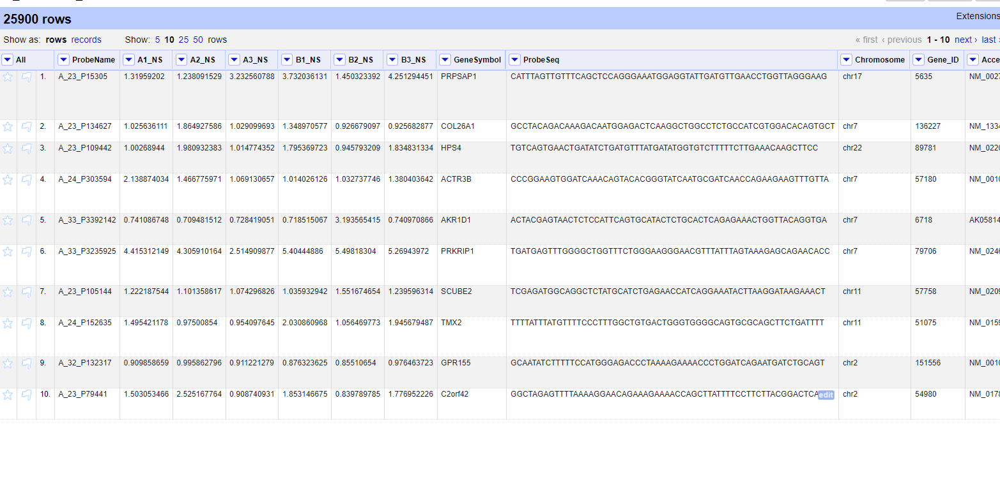 25900 rows Extensions
Show as: rows records Show: 5 10 25 50 rows « first ‹ previous 1 - 10 next › last
All ProbeName A1_NS A2_NS A3_NS B1_NS B2_NS B3_NS GeneSymbol ProbeSeq Chromosome Gene_ID Acce
1. A_23_P15305 1.31959202 1.238091529 3.232560788 3.732036131 1.450323392 4.251294451 PRPSAP1 CATTTAGTTGTTTCAGCTCCAGGGAAATGGAGGTATTGATGTTGAACCTGGTTAGGGAAG chr17 5635 NM_0027
2. A_23_P134627 1.025636111 1.864927586 1.029099693 1.348970577 0.926679097 0.925682877 COL26A1 GCCTACAGACAAAGACAATGGAGACTCAAGGCTGGCCTCTGCCATCGTGGACACAGTGCT chr7 136227 NM_1334
3. A_23_P109442 1.00268944 1.980932383 1.014774352 1.795369723 0.945793209 1.834831334 HPS4 TGTCAGTGAACTGATATCTGATGTTTATGATATGGTGTCTTTTTCTTGAAACAAGCTTCC chr22 89781 NM_0220
4. A_24_P303594 2.138874034 1.466775971 1.069130657 1.014026126 1.032737746 1.380403642 ACTR3B CCCGGAAGTGGATCAAACAGTACACGGGTATCAATGCGATCAACCAGAAGAAGTTTGTTA chr7 57180 NM_0010
5. A_33_P3392142 0.741086748 0.709481512 0.728419051 0.718515067 3.193565415 0.740970866 AKR1D1 ACTACGAGTAACTCTCCATTCAGTGCATACTCTGCACTCAGAGAAACTGGTTACAGGTGA chr7 6718 AK05814
6. A_33_P3235925 4.415312149 4.305910164 2.514909877 5.40444886 5.49818304 5.26943972 PRKRIP1 TGATGAGTTTGGGGCTGGTTTCTGGGAAGGGAACGTTTATTTAGTAAAGAGCAGAACACC chr7 79706 NM_0246
7. A_23_P105144 1.222187544 1.101358617 1.074296826 1.035932942 1.551674654 1.239596314 SCUBE2 TCGAGATGGCAGGCTCTATGCATCTGAGAACCATCAGGAAATACTTAAGGATAAGAAACT chr11 57758 NM_0209
8. A_24_P152635 1.495421178 0.97500854 0.954097645 2.030860968 1.056469773 1.945679487 TMX2 TTTTATTTATGTTTTCCCTTTGGCTGTGACTGGGTGGGGCAGTGCGCAGCTTCTGATTTT chr11 51075 NM_0159
9. A_32_P132317 0.909858659 0.995862796 0.911221279 0.876323625 0.85510654 0.976463723 GPR155 GCAATATCTTTTTCCATGGGAGACCCTAAAAGAAAACCCTGGATCAGAATGATCTGCAGT chr2 151556 NM_0010
10. A_23_P79441 1.503053466 2.525167764 0.908740931 1.853146675 0.839789785 1.776952226 C2orf42 GGCTAGAGTTTTAAAAGGAACAGAAAGAAAACCAGCTTATTTTCCTTCTTACGGACTCA edit chr2 54980 NM_0178